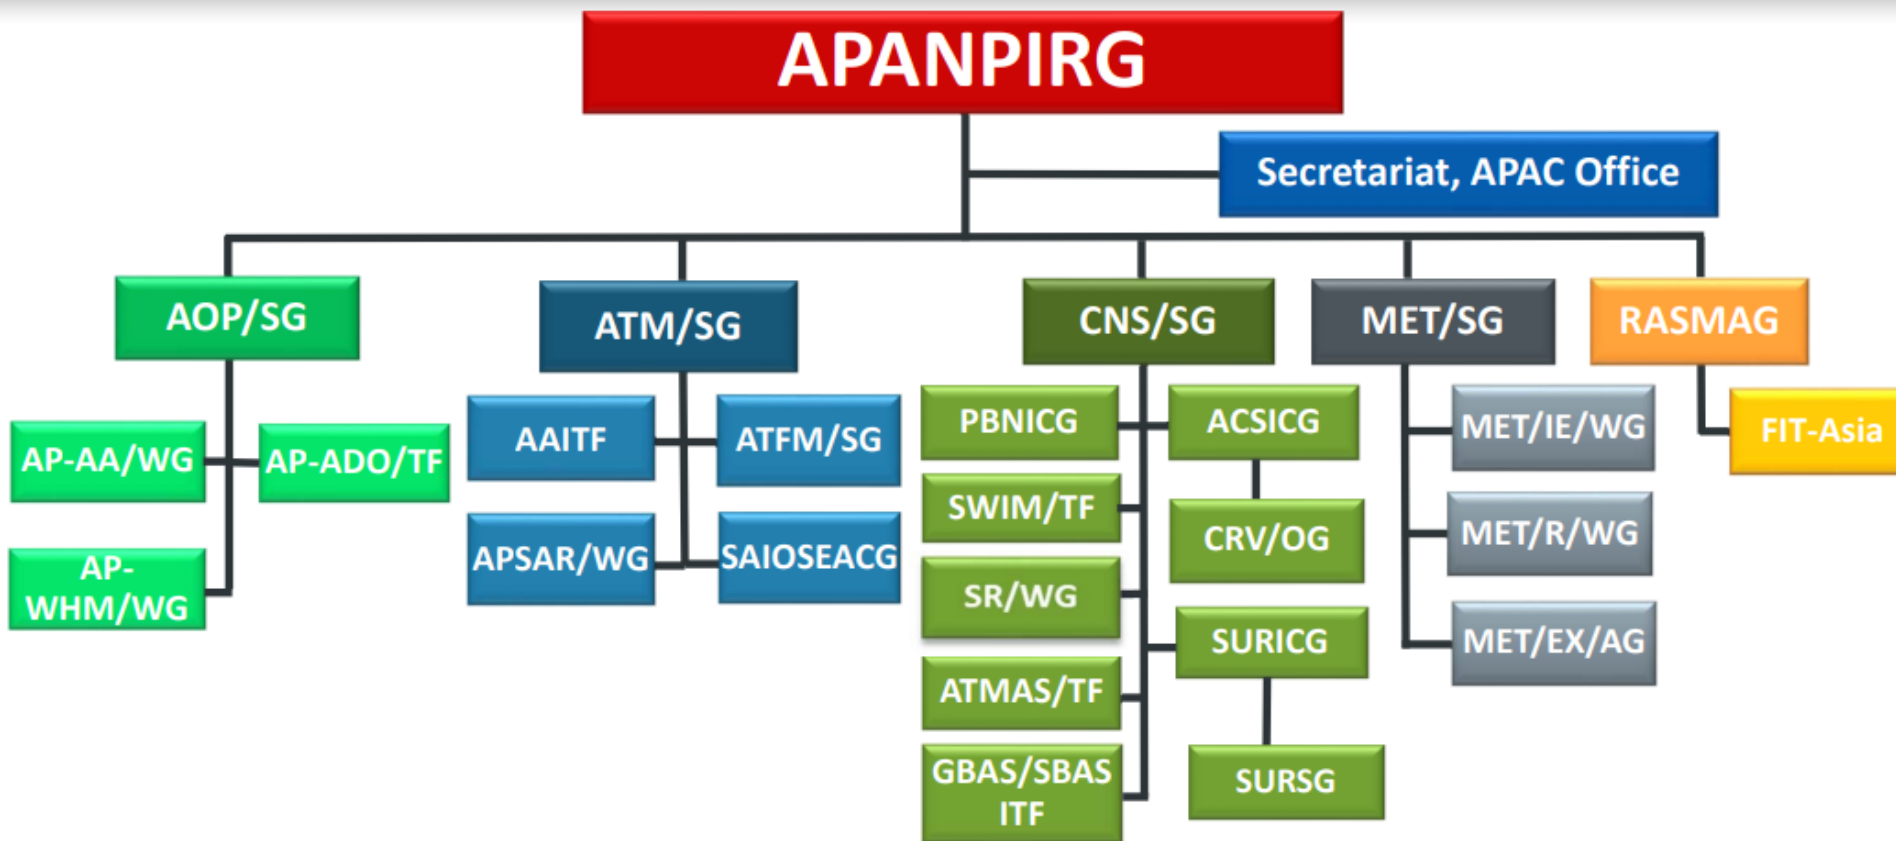 APANPIRG
Secretariat, APAC Office
AOP/SG
ATM/SG
CNS/SG
MET/SG
RASMAG
AP-AA/WG
AP-ADO/TF
AP-
WHM/WG
AAITF
ATFM/SG
APSAR/WG
SAIOSEACG
PBNICG
ACSICG
SWIM/TF
CRV/OG
SR/WG
SURICG
ATMAS/TF
GBAS/SBAS
ITF
SURSG
MET/IE/WG
MET/R/WG
MET/EX/AG
FIT-Asia